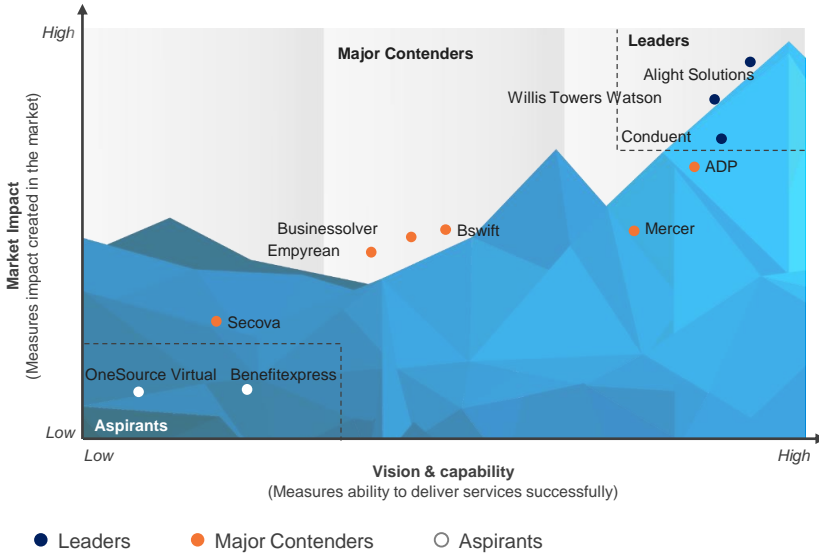 High
Major Contenders
Leaders
Alight Solutions
Willis Towers Watson
Conduent
ADP
Businessolver
Bswift
Mercer
Empyrean
Secova
OneSource Virtual
Benefitexpress
Aspirants
Low
Market Impact
(Measures impact created in the market)
Low
High
Vision & capability
(Measures ability to deliver services successfully)
Leaders
Major Contenders
Aspirants